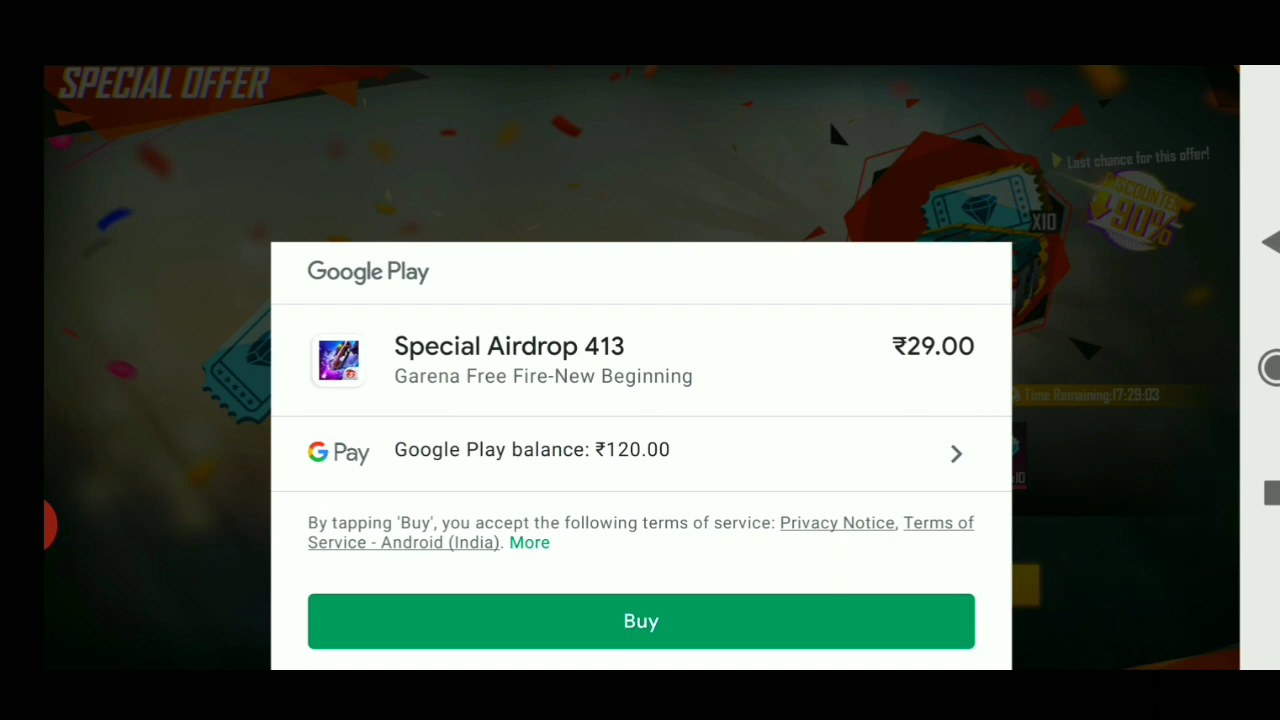 SPECIAL OFFER
Last chance for this offer!
DISCOUNTED
90%
X10
Google Play
Special Airdrop 413
₹29.00
Garena Free Fire-New Beginning
Time Remaining:17:29:03
G Pay
Google Play balance: ₹120.00
By tapping 'Buy', you accept the following terms of service: Privacy Notice, Terms of
Service - Android (India). More
Buy